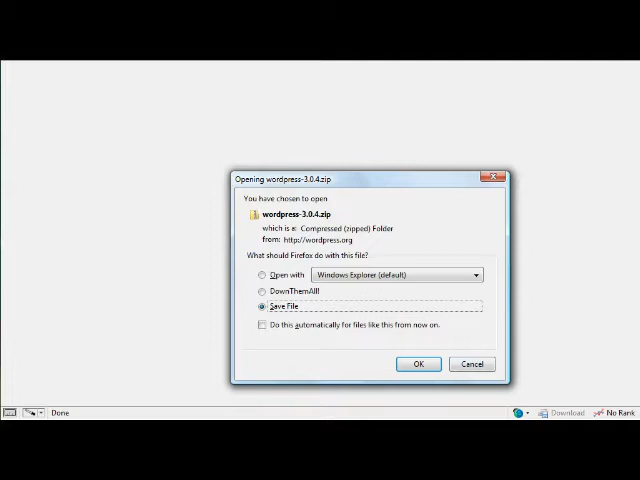 Opening wordpress-3.0.4.zip
You have chosen to open
wordpress-3.0.4.zip
which is a: Compressed (zipped) Folder
from: http://wordpress.org
What should Firefox do with this file?
Open with Windows Explorer (default)
DownThemAll!
Save File
Do this automatically for files like this from now on.
OK Cancel
Done Download No Rank